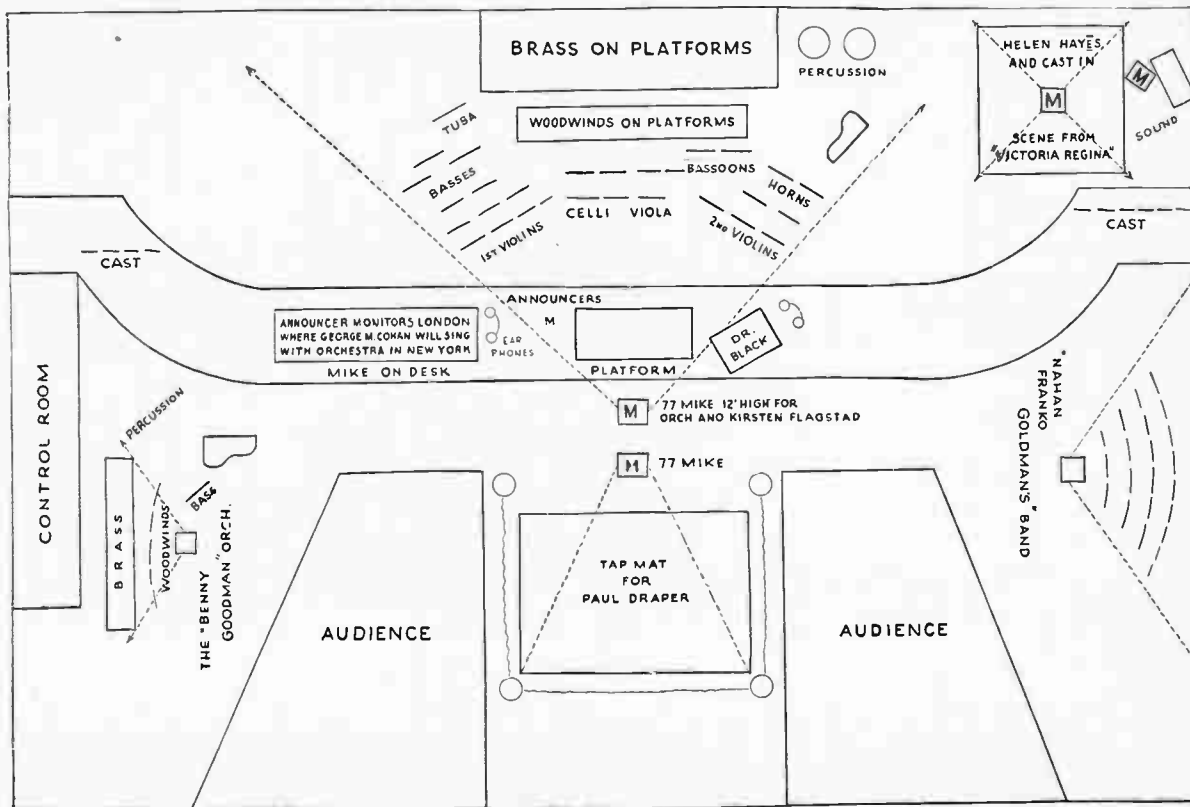 BRASS ON PLATFORMS
PERCUSSION
HELEN HAYES
AND CAST IN
M
SCENE FROM
"VICTORIA REGINA"
M
SOUND
WOODWINDS ON PLATFORMS
TUBA
BASSES
1ST VIOLINS
CELLI
VIOLA
BASSOONS
HORNS
2ND VIOLINS
CAST
CAST
ANNOUNCERS
M
ANNOUNCER MONITORS LONDON
WHERE GEORGE M. COHAN WILL SING
WITH ORCHESTRA IN NEW YORK
MIKE ON DESK
EAR
PHONES
PLATFORM
DR.
BLACK
M
77 MIKE 12' HIGH FOR
ORCH AND KIRSTEN FLAGSTAD
M
77 MIKE
CONTROL ROOM
PERCUSSION
BRASS
WOODWINDS
BASS
THE "BENNY
GOODMAN" ORCH.
AUDIENCE
TAP MAT
FOR
PAUL DRAPER
AUDIENCE
"NAHAN
FRANKO
GOLDMAN'S" BAND